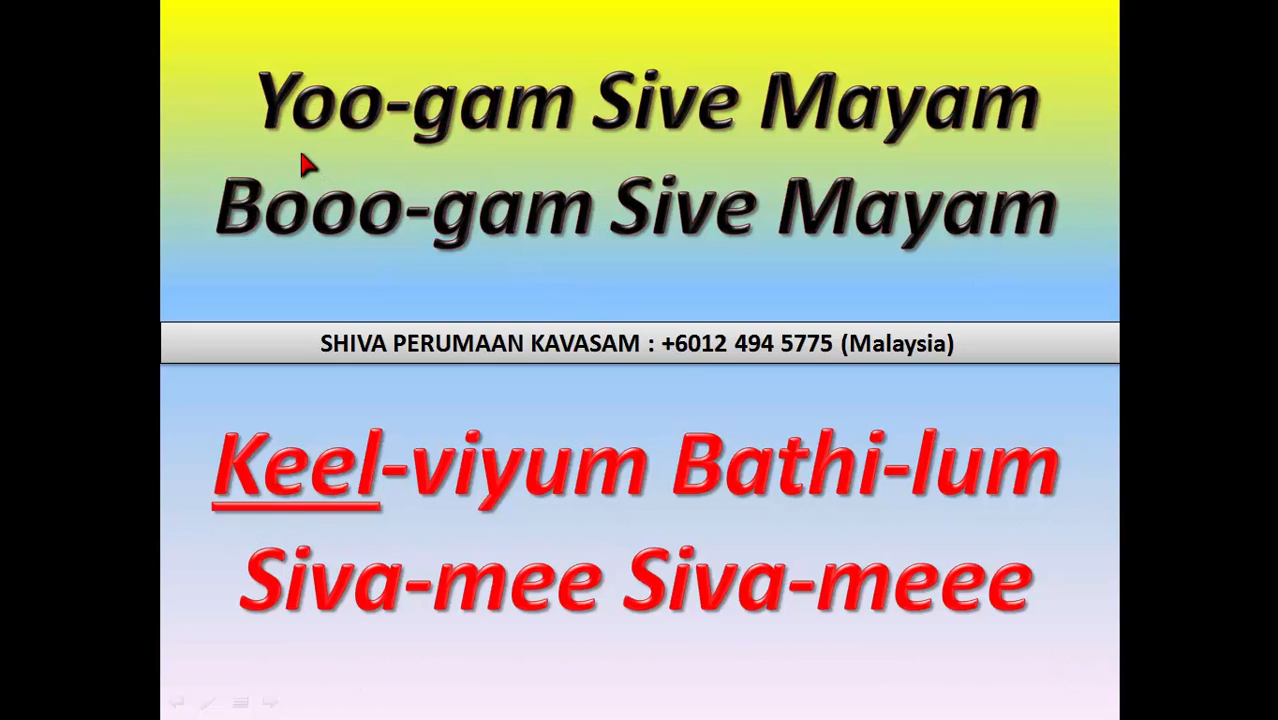 Yoo-gam Sive Mayam
Booo-gam Sive Mayam
SHIVA PERUMAAN KAVASAM : +6012 494 5775 (Malaysia)
Keel-viyum Bathi-lum
Siva-mee Siva-meee